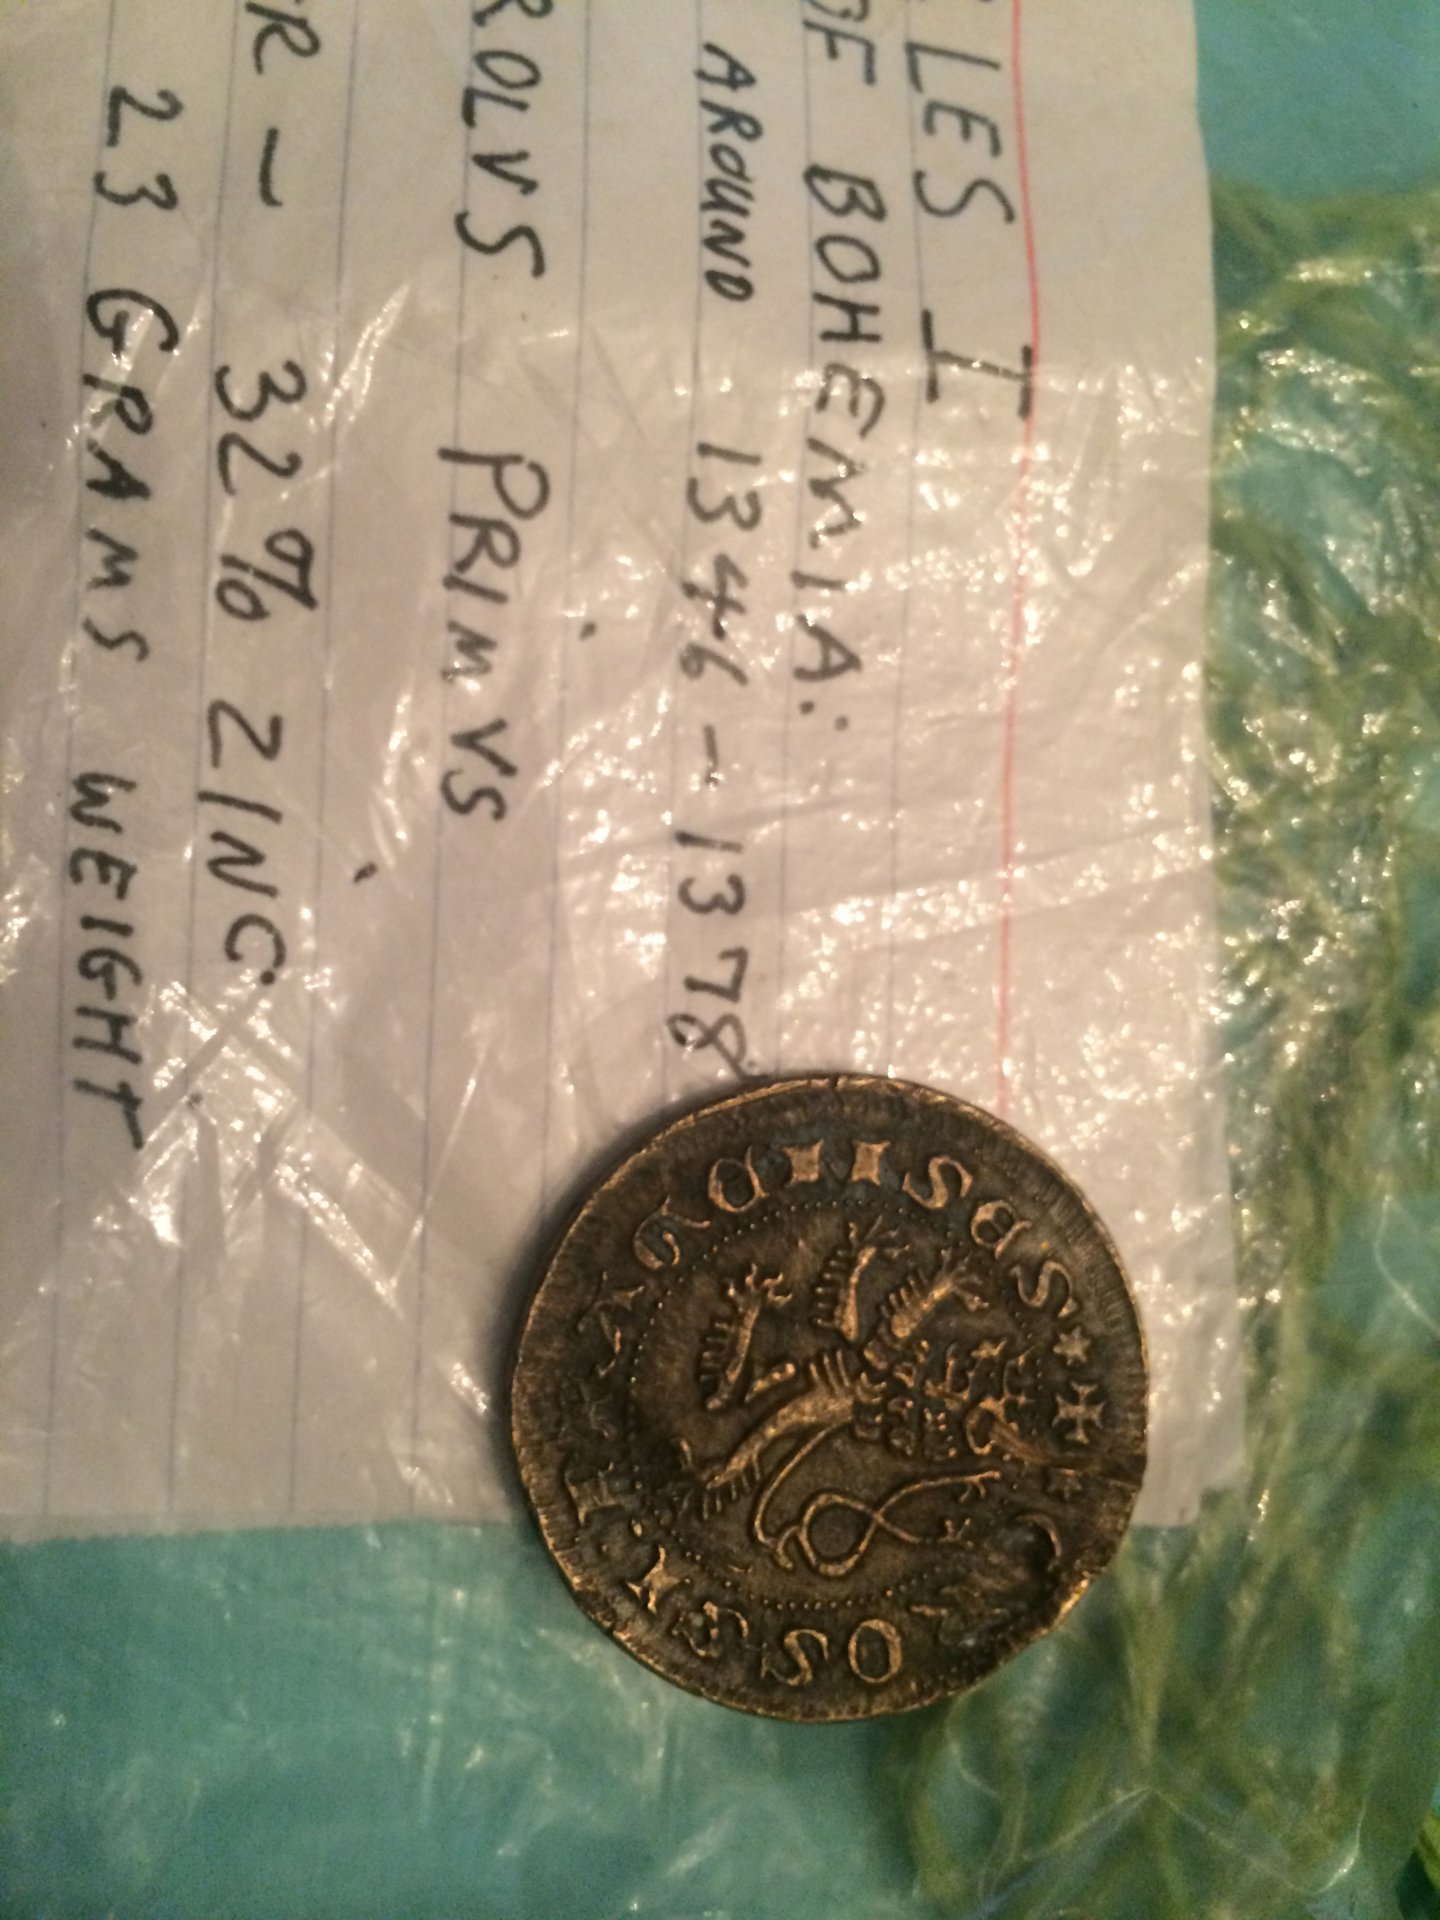 LES I
OF BOHEMIA:
AROUND 1346 - 1378
ROLVS PRIMVS
R - 32% ZINC
23 GRAMS WEIGHT